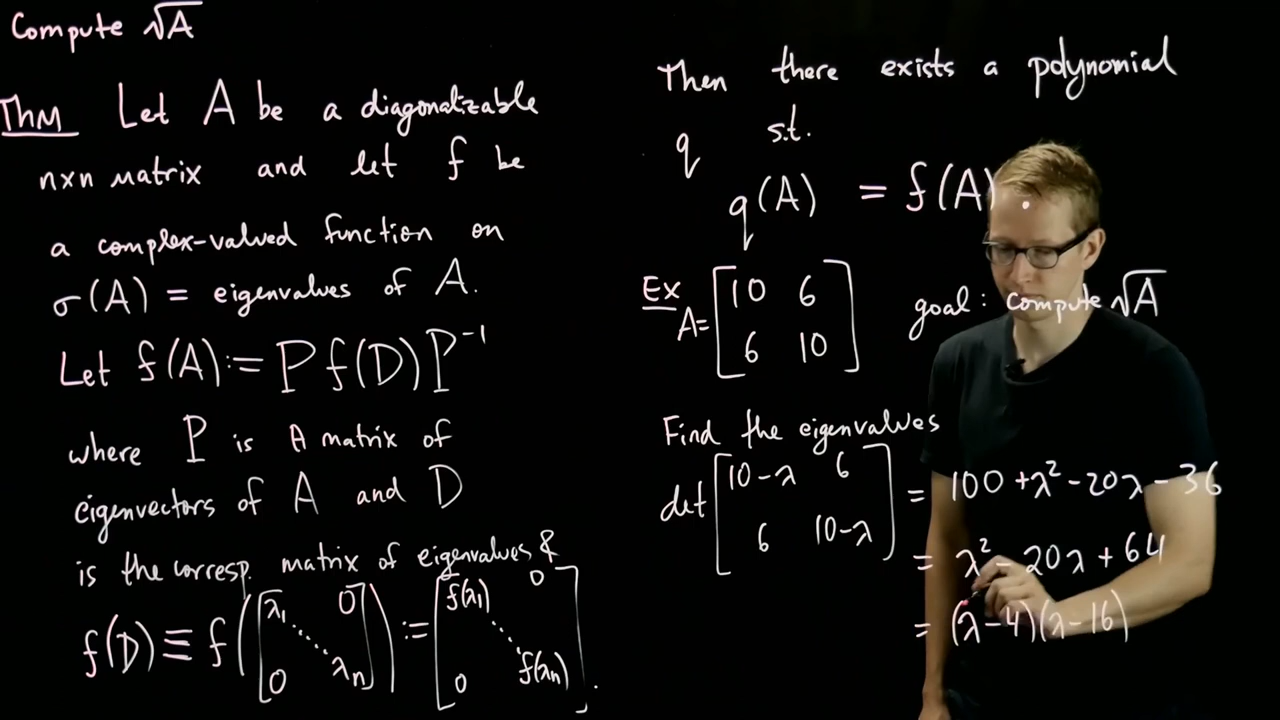 Compute √A
Thm Let A be a diagonalizable
n×n matrix and let f be
a complex-valued function on
σ(A) = eigenvalues of A.
Let f(A) := P f(D) P⁻¹
where P is a matrix of
eigenvectors of A and D
is the corresp. matrix of eigenvalues &
f(D) ≡ f([λ₁ 0 ⋱ 0 λn]) := [f(λ₁) 0 ⋱ 0 f(λn)].
Then there exists a polynomial
q s.t.
q(A) = f(A).
Ex A = [10 6
6 10]
goal: compute √A
Find the eigenvalues
det [10-λ 6
6 10-λ]
= 100 + λ² - 20λ - 36
= λ² - 20λ + 64
= (λ-4)(λ-16)